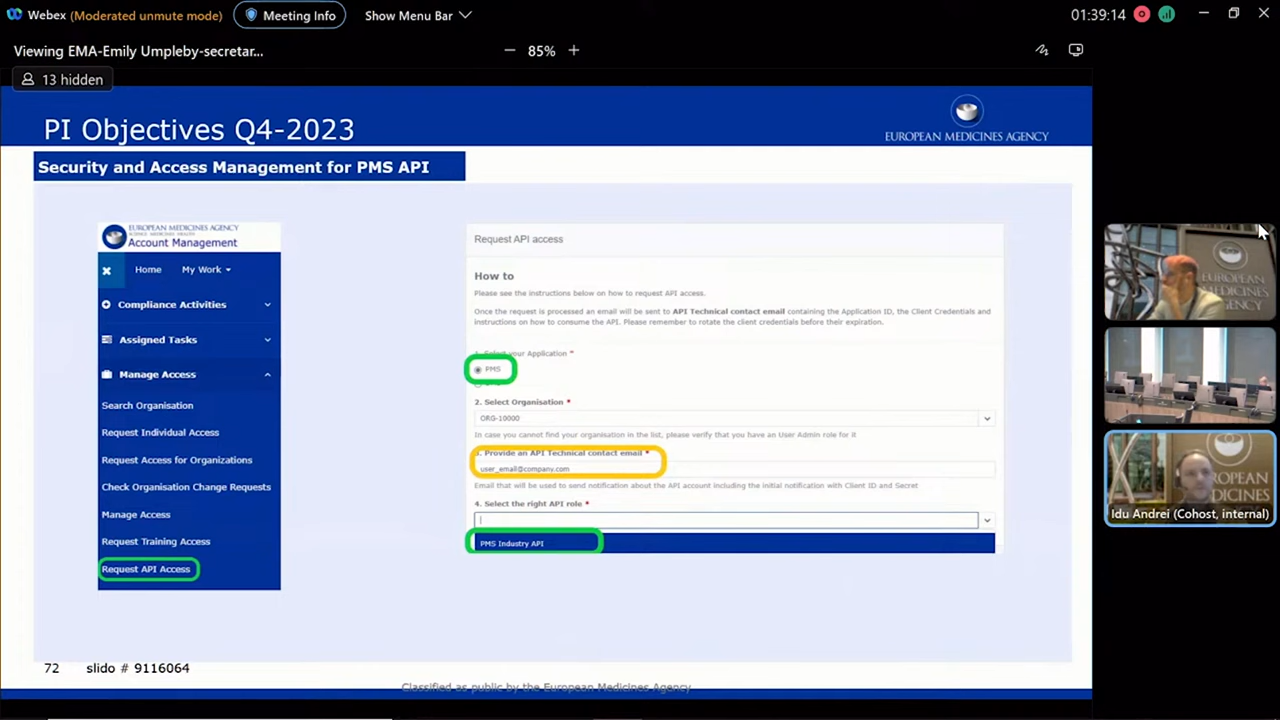 Webex (Moderated unmute mode) Meeting Info Show Menu Bar 01:39:14
Viewing EMA-Emily Umpleby-secretar... 85%
13 hidden
PI Objectives Q4-2023
EUROPEAN MEDICINES AGENCY
Security and Access Management for PMS API
EUROPEAN MEDICINES AGENCY
SCIENCE MEDICINES HEALTH
Account Management
Home My Work
Compliance Activities
Assigned Tasks
Manage Access
Search Organisation
Request Individual Access
Request Access for Organizations
Check Organisation Change Requests
Manage Access
Request Training Access
Request API Access
Request API access
How to
Please see the instructions below on how to request API access.
Once the request is processed an email will be sent to API Technical contact email containing the Application ID, the Client Credentials and
instructions on how to consume the API. Please remember to rotate the client credentials before their expiration.
1. Select your Application *
PMS
2. Select Organisation *
ORG-10000
In case you cannot find your organisation in the list, please verify that you have an User Admin role for it
3. Provide an API Technical contact email *
user_email@company.com
Email that will be used to send notification about the API account including the initial notification with Client ID and Secret
4. Select the right API role *
PMS Industry API
72 slido # 9116064
Classified as public by the European Medicines Agency
EUROPEAN
MEDICINES
AGENCY
EUROPEAN
MEDICINES
AGENCY
Idu Andrei (Cohost, internal)